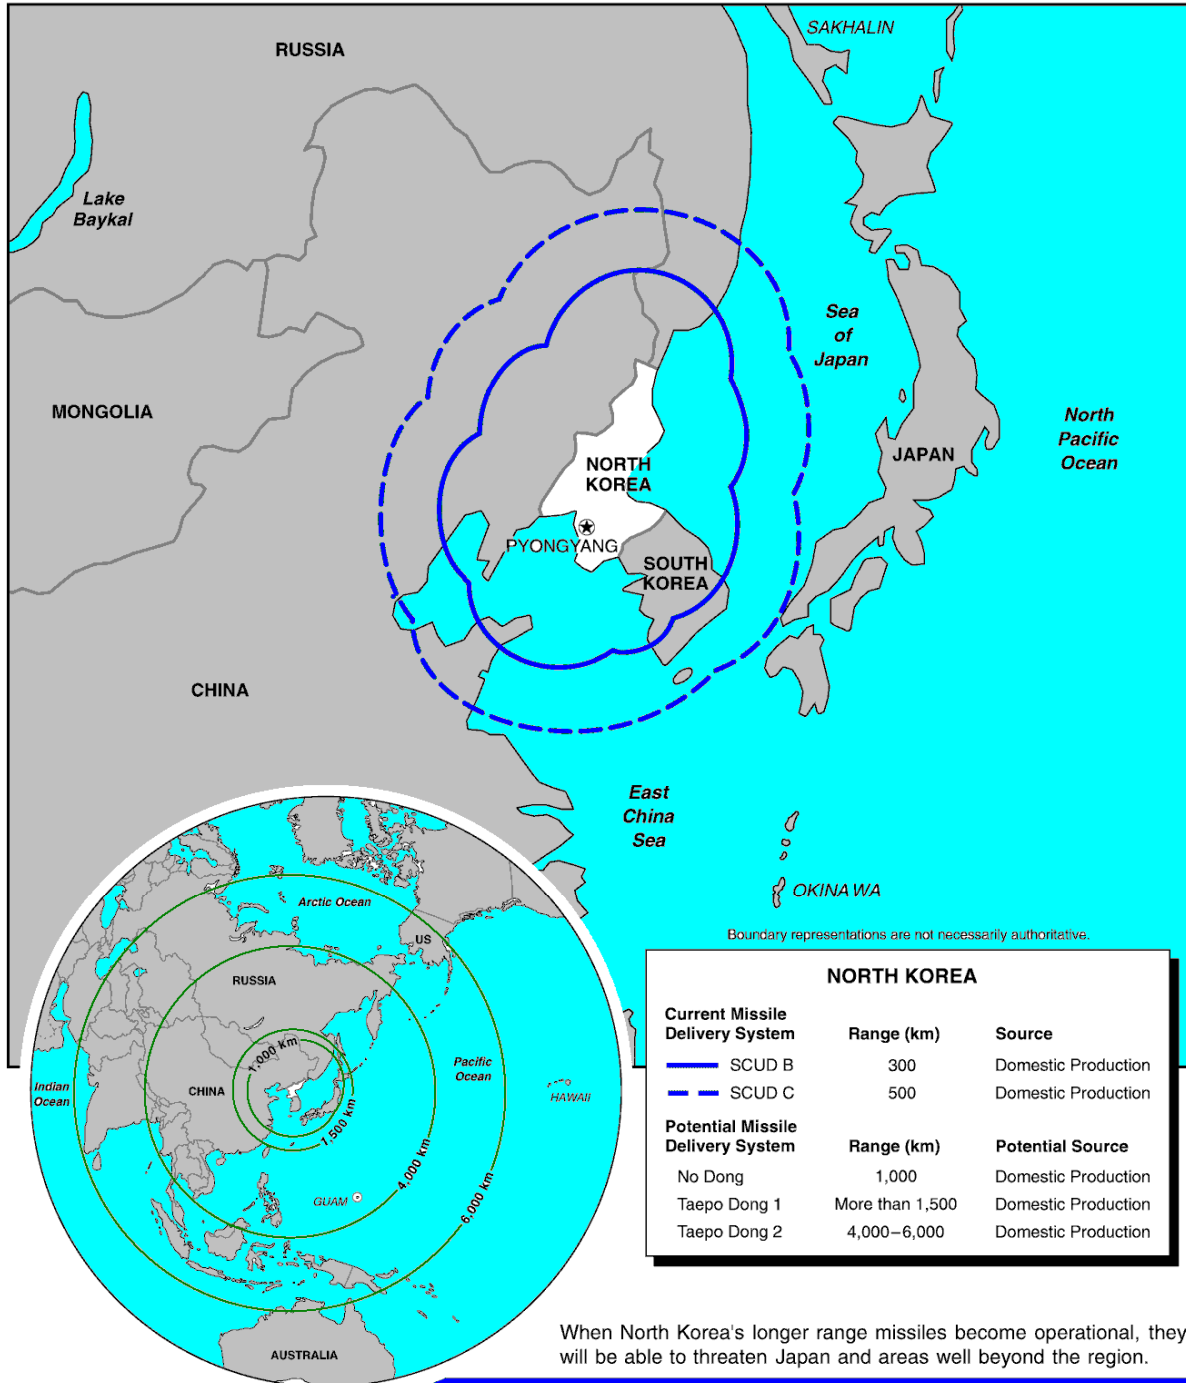 SAKHALIN
RUSSIA
Lake
Baykal
Sea
of
Japan
MONGOLIA
North
Pacific
Ocean
JAPAN
NORTH
KOREA
PYONGYANG
SOUTH
KOREA
CHINA
East
China
Sea
OKINAWA
Boundary representations are not necessarily authoritative.
Arctic Ocean
US
RUSSIA
1,000 km
Pacific
Ocean
CHINA
Indian
Ocean
HAWAII
1,500 km
4,000 km
6,000 km
GUAM
AUSTRALIA
NORTH KOREA
Current Missile
Delivery System Range (km) Source
SCUD B 300 Domestic Production
SCUD C 500 Domestic Production
Potential Missile
Delivery System Range (km) Potential Source
No Dong 1,000 Domestic Production
Taepo Dong 1 More than 1,500 Domestic Production
Taepo Dong 2 4,000–6,000 Domestic Production
When North Korea's longer range missiles become operational, they
will be able to threaten Japan and areas well beyond the region.